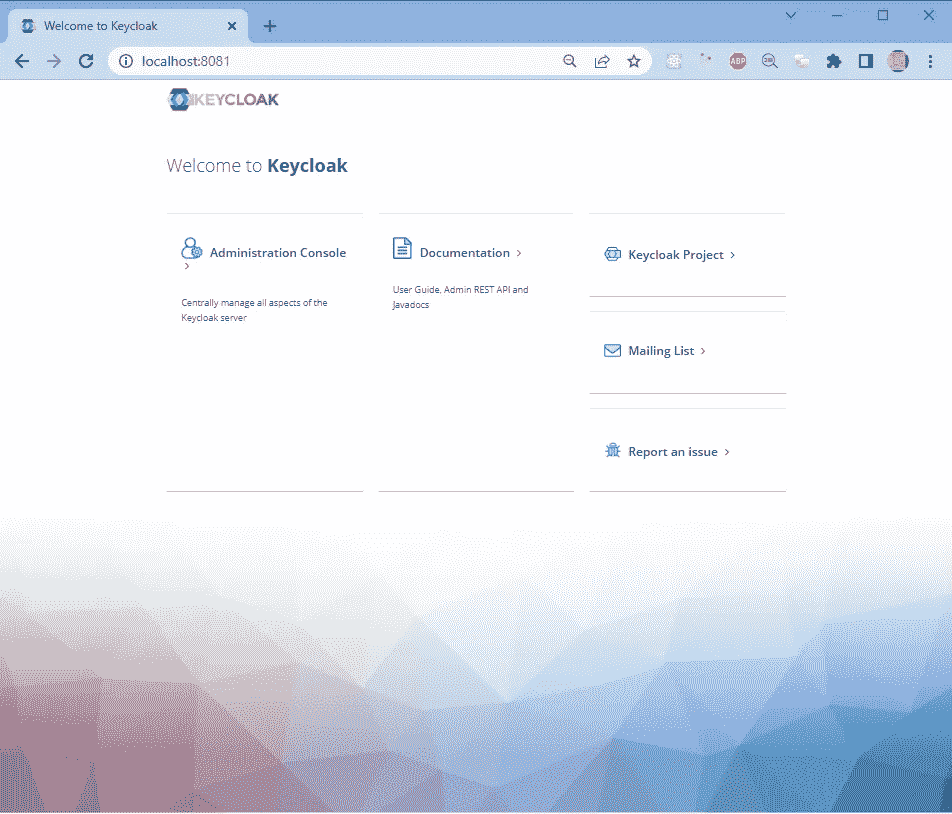 Welcome to Keycloak
localhost:8081
ABP
KEYCLOAK
Welcome to Keycloak
Administration Console
Centrally manage all aspects of the
Keycloak server
Documentation
User Guide, Admin REST API and
Javadocs
Keycloak Project
Mailing List
Report an issue